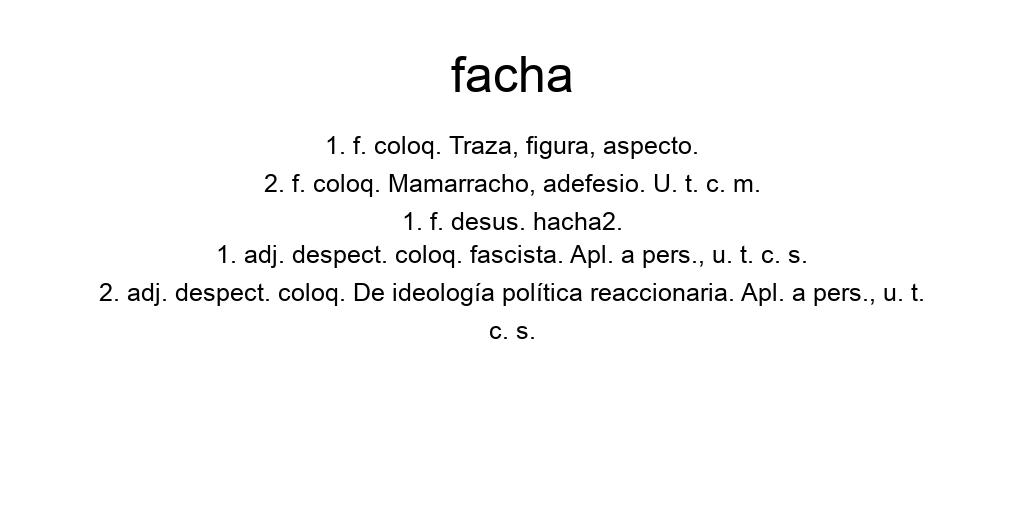 facha
1. f. coloq. Traza, figura, aspecto.
2. f. coloq. Mamarracho, adefesio. U. t. c. m.
1. f. desus. hacha2.
1. adj. despect. coloq. fascista. Apl. a pers., u. t. c. s.
2. adj. despect. coloq. De ideología política reaccionaria. Apl. a pers., u. t.
c. s.